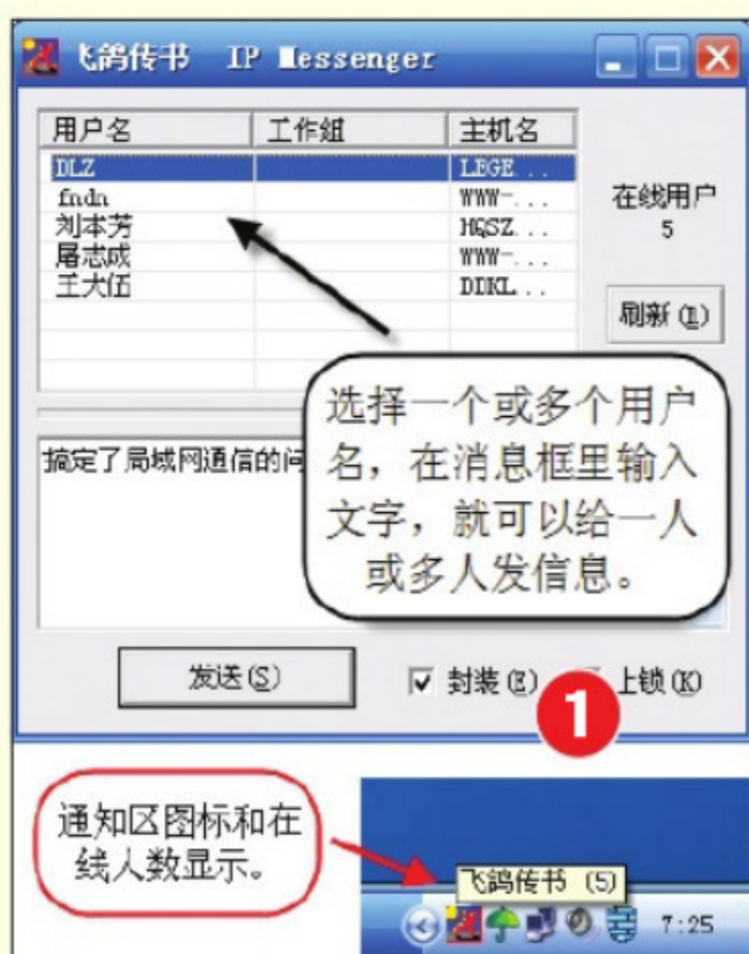 飞鸽传书 IP Messenger
用户名 工作组 主机名
DLZ LEGE...
fndn WWW-...
刘本芳 HQSZ...
屠志成 WWW-...
王大伍 DDKL...
在线用户
5
刷新(R)
选择一个或多个用户
名，在消息框里输入
文字，就可以给一人
或多人发信息。
搞定了局域网通信的问
发送(S) 封装(E) 上锁(K)
1
通知区图标和在
线人数显示。
飞鸽传书 (5)
7:25